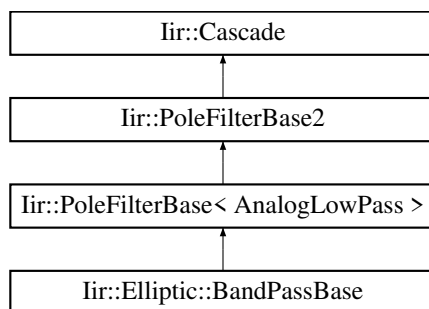 Iir::Cascade
Iir::PoleFilterBase2
Iir::PoleFilterBase< AnalogLowPass >
Iir::Elliptic::BandPassBase